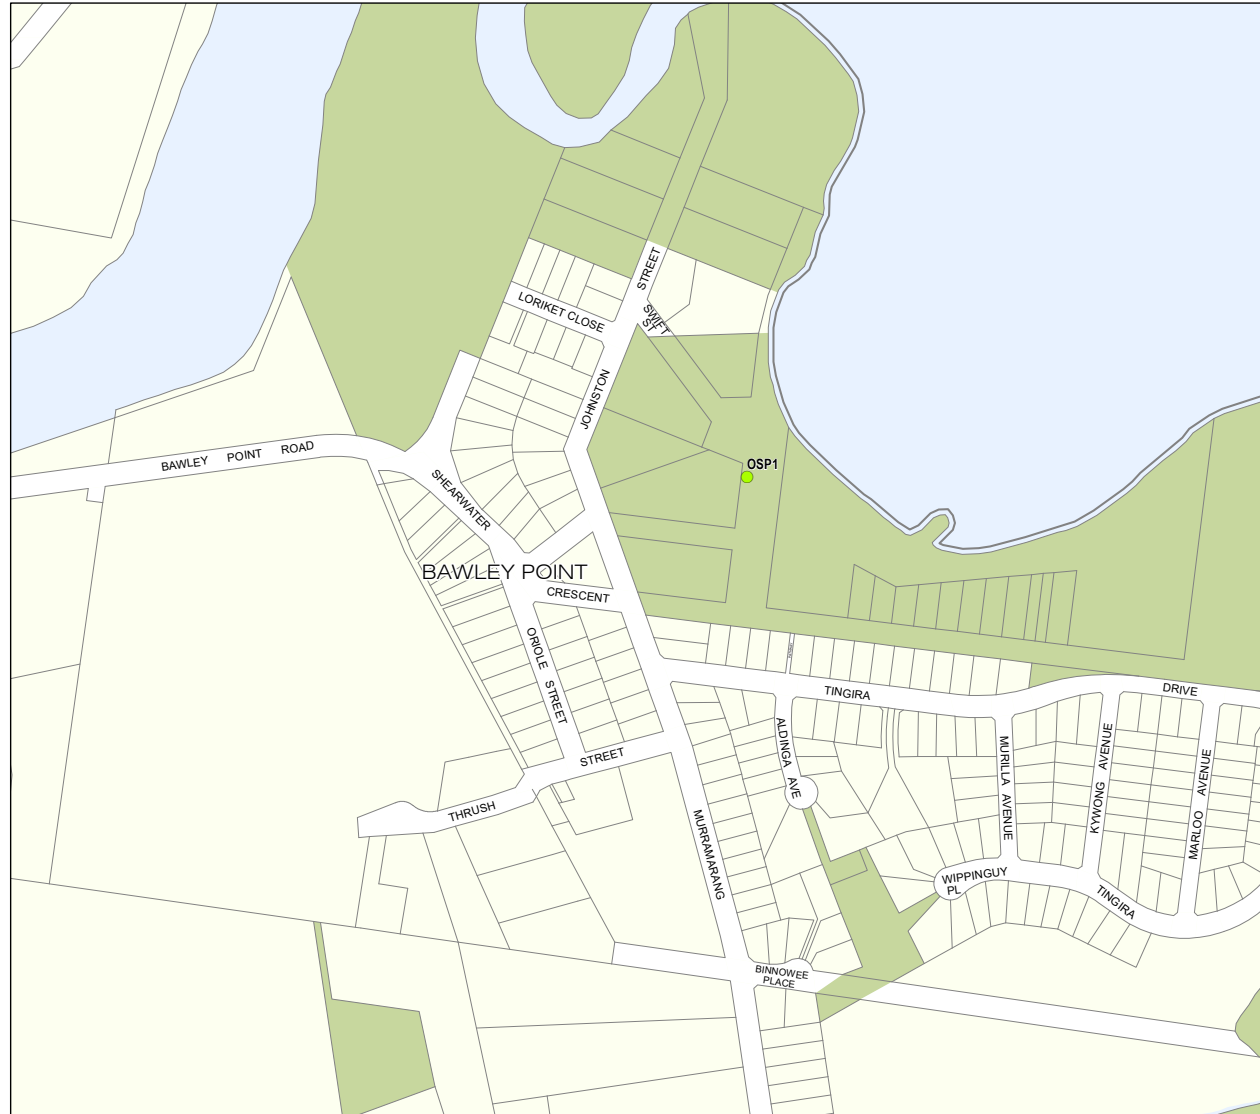 STREET
LORIKET CLOSE
SWIFT
ST
JOHNSTON
BAWLEY POINT ROAD
OSP1
SHEARWATER
BAWLEY POINT
CRESCENT
ORIOLE STREET
TINGIRA
DRIVE
ALDINGA AVE
MURILLA AVENUE
KYWONG AVENUE
MARLOO AVENUE
STREET
THRUSH
MURRAMARANG
WIPPINGUY
PL
TINGIRA
BINNOWEE
PLACE